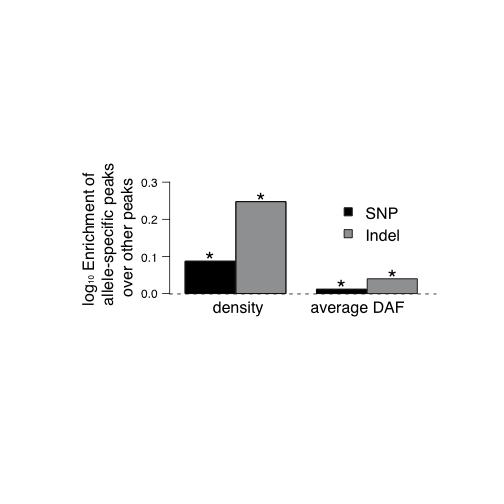 log₁₀ Enrichment of
allele-specific peaks
over other peaks
0.3
0.2
0.1
0.0
* * * *
SNP
Indel
density average DAF